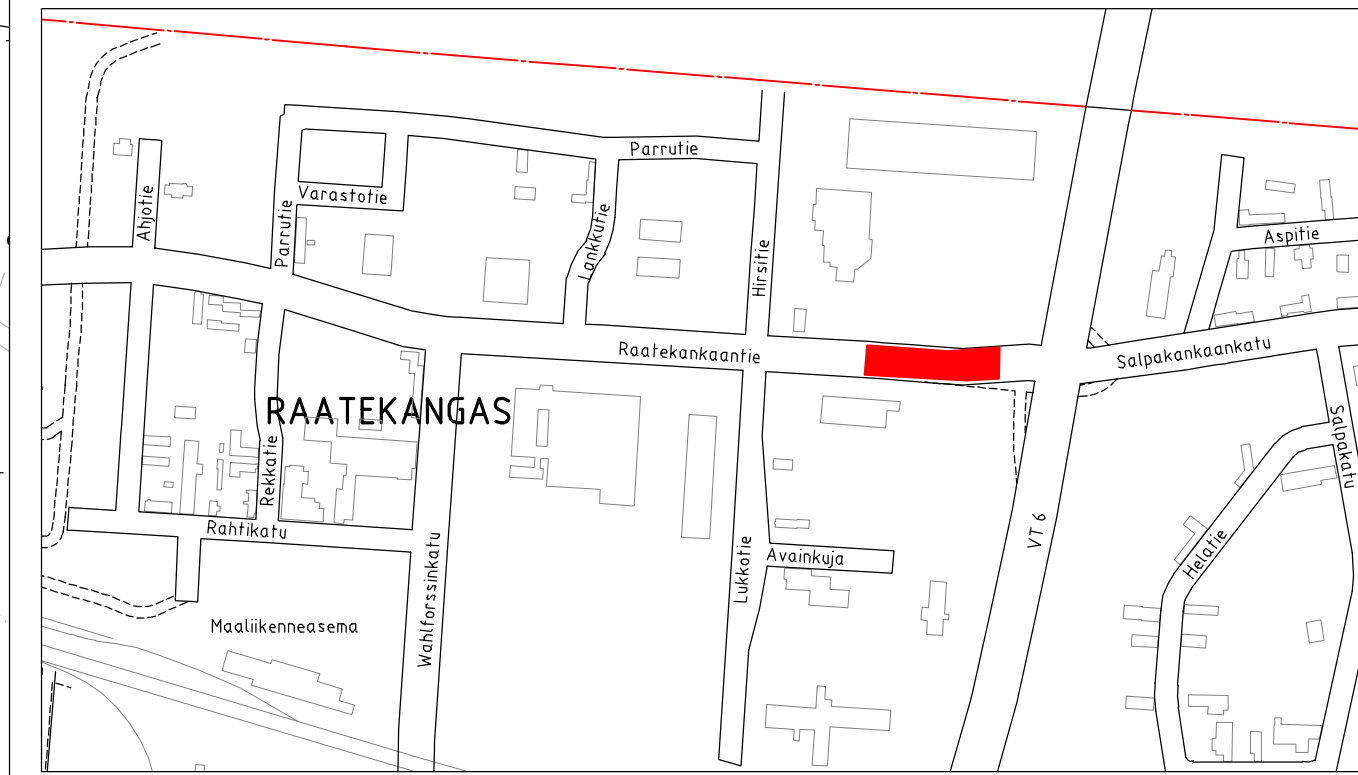 Parrutie
Varastotie
Ahjotie
Parrutie
Lankkutie
Hirsitie
Aspitie
Raatekankaantie
Salpakankaankatu
RAATEKANGAS
Salpakatu
Rekkatie
Rahtikatu
VT 6
Avainkuja
Helatie
Lukkotie
Wahlforssinkatu
Maaliikenneasema